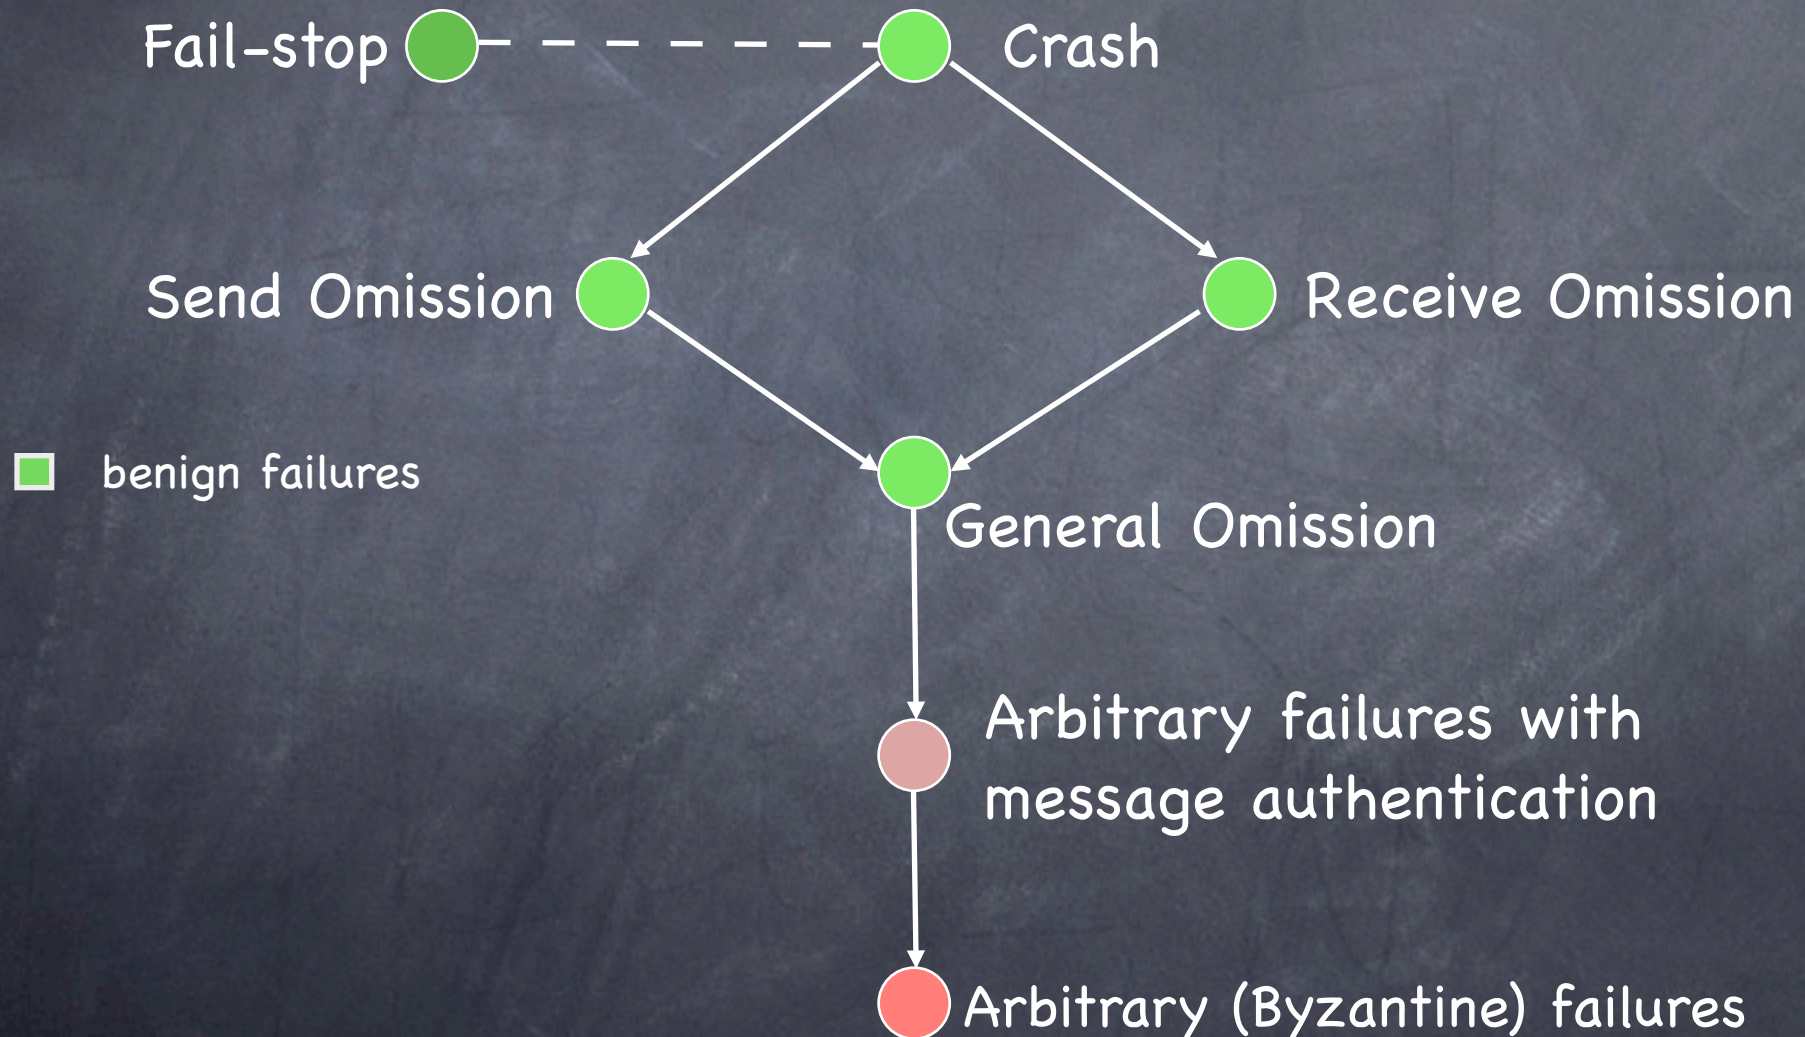 Fail-stop
Crash
Send Omission
Receive Omission
benign failures
General Omission
Arbitrary failures with
message authentication
Arbitrary (Byzantine) failures